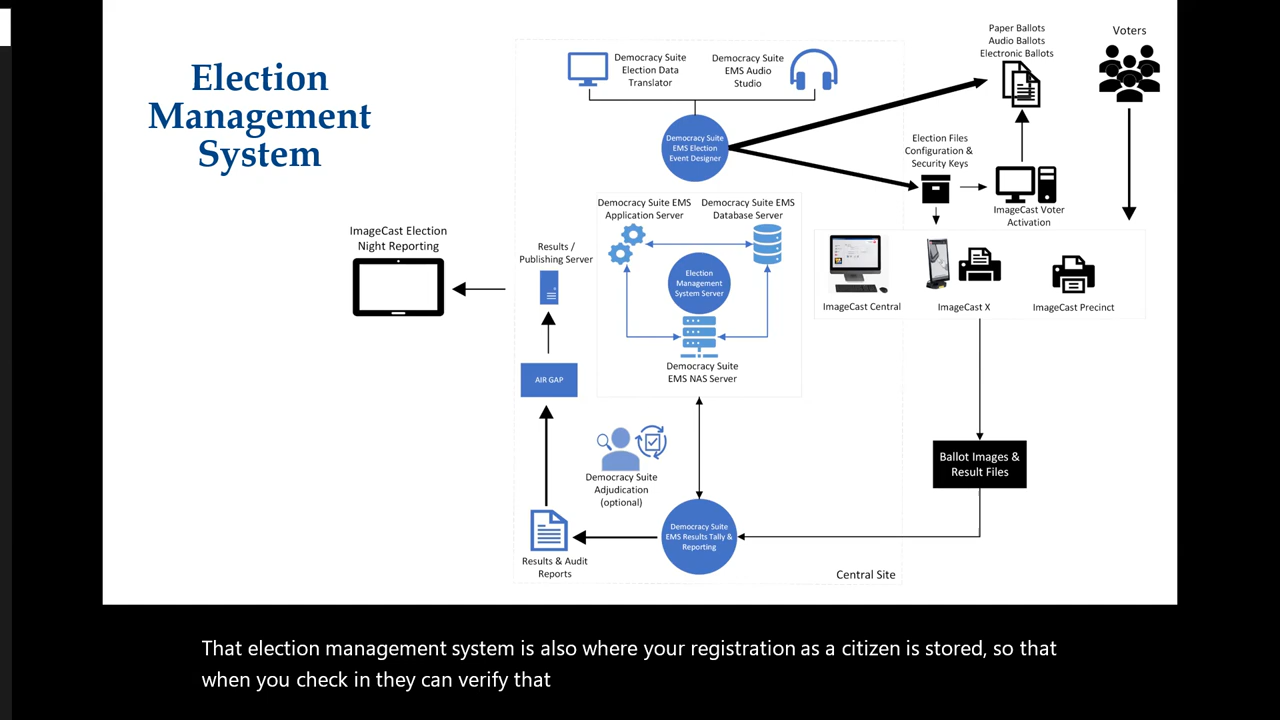 Election
Management
System
Democracy Suite
Election Data
Translator
Democracy Suite
EMS Audio
Studio
Paper Ballots
Audio Ballots
Electronic Ballots
Voters
Democracy Suite
EMS Election
Event Designer
Election Files
Configuration &
Security Keys
ImageCast Voter
Activation
Democracy Suite EMS
Application Server
Democracy Suite EMS
Database Server
ImageCast Election
Night Reporting
Results /
Publishing Server
Election
Management
System Server
ImageCast Central
ImageCast X
ImageCast Precinct
Democracy Suite
EMS NAS Server
AIR GAP
Democracy Suite
Adjudication
(optional)
Ballot Images &
Result Files
Democracy Suite
EMS Results Tally &
Reporting
Results & Audit
Reports
Central Site
That election management system is also where your registration as a citizen is stored, so that
when you check in they can verify that